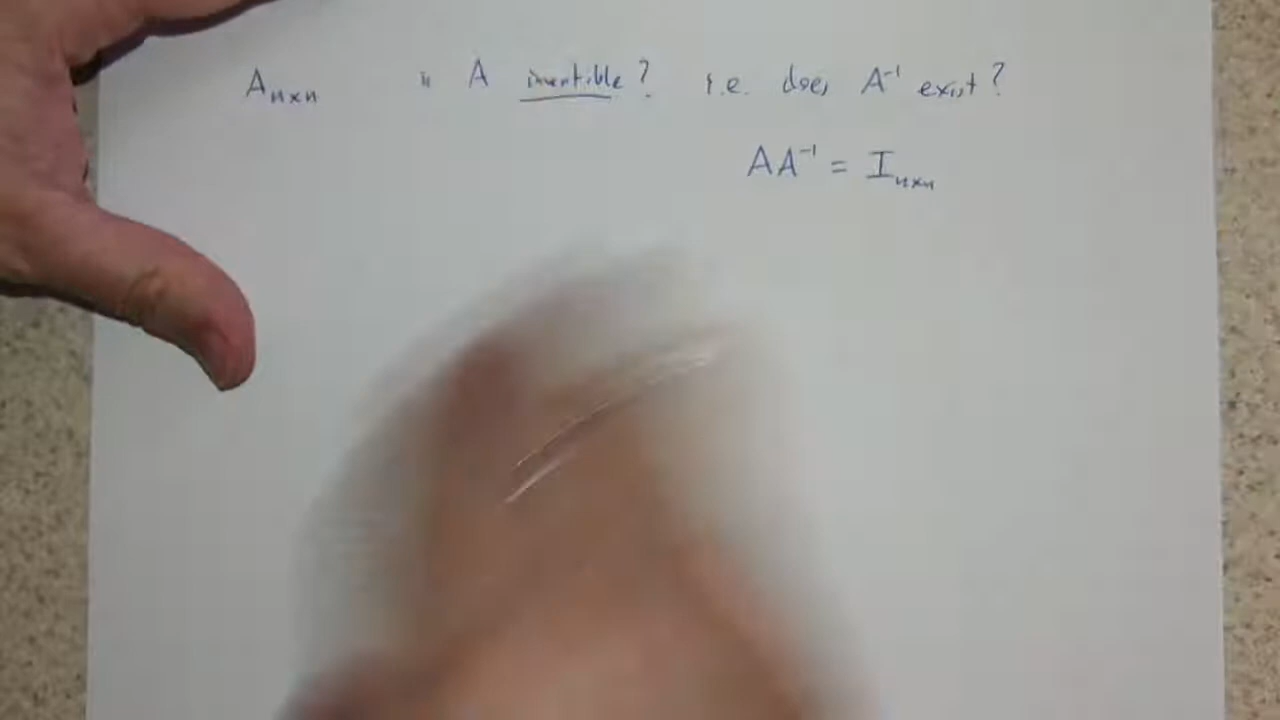 Aₙₓₙ is A invertible? i.e. does A⁻¹ exist?
AA⁻¹ = Iₙₓₙ